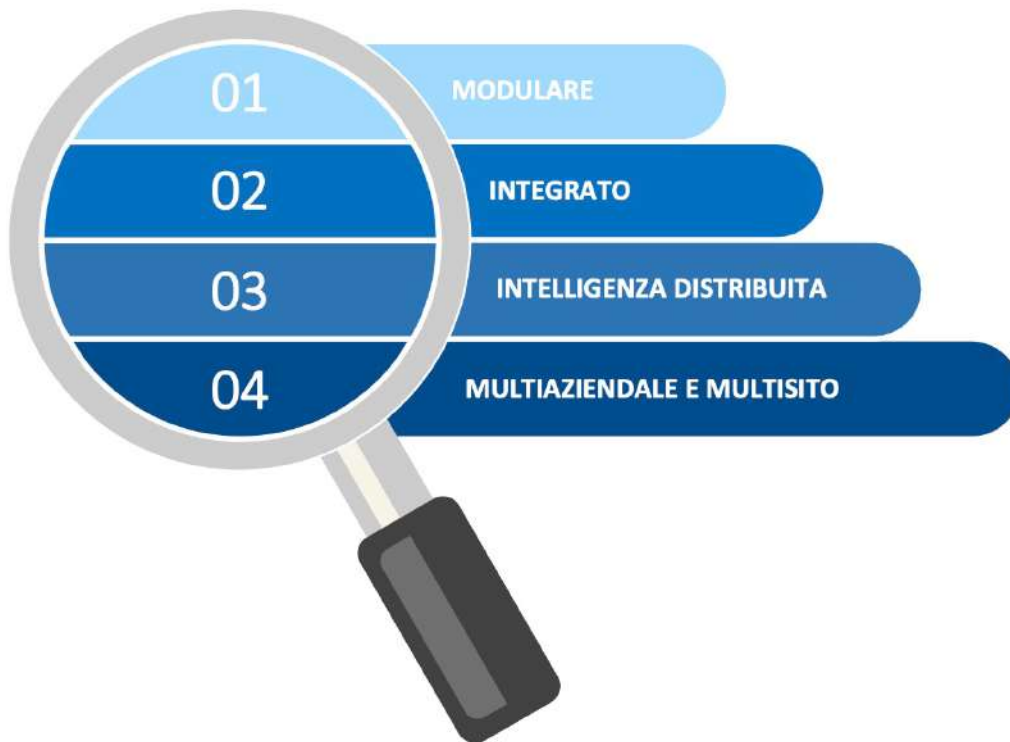 01 MODULARE
02 INTEGRATO
03 INTELLIGENZA DISTRIBUITA
04 MULTIAZIENDALE E MULTISITO